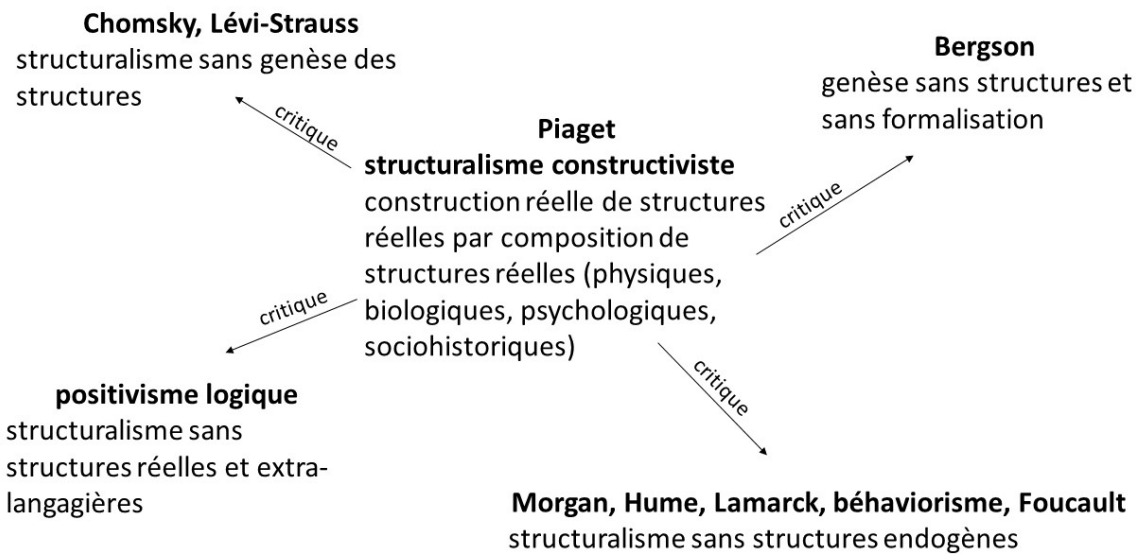 Chomsky, Lévi-Strauss
structuralisme sans genèse des
structures
critique
Bergson
genèse sans structures et
sans formalisation
critique
Piaget
structuralisme constructiviste
construction réelle de structures
réelles par composition de
structures réelles (physiques,
biologiques, psychologiques,
sociohistoriques)
critique
positivisme logique
structuralisme sans
structures réelles et extra-
langagières
critique
Morgan, Hume, Lamarck, béhaviorisme, Foucault
structuralisme sans structures endogènes